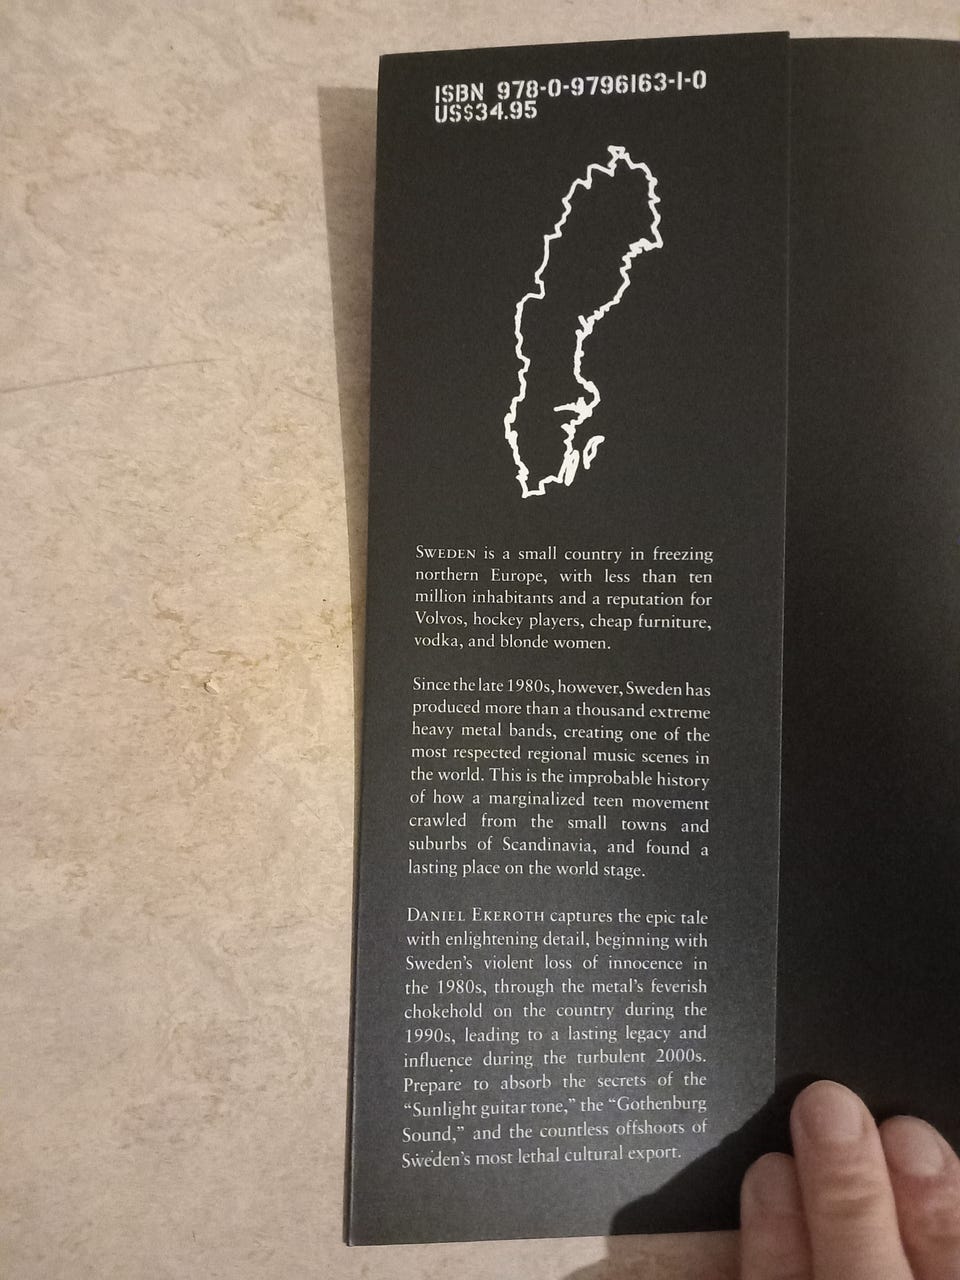 ISBN 978-0-9796163-1-0
US$34.95
SWEDEN is a small country in freezing
northern Europe, with less than ten
million inhabitants and a reputation for
Volvos, hockey players, cheap furniture,
vodka, and blonde women.
Since the late 1980s, however, Sweden has
produced more than a thousand extreme
heavy metal bands, creating one of the
most respected regional music scenes in
the world. This is the improbable history
of how a marginalized teen movement
crawled from the small towns and
suburbs of Scandinavia, and found a
lasting place on the world stage.
DANIEL EKEROTH captures the epic tale
with enlightening detail, beginning with
Sweden's violent loss of innocence in
the 1980s, through the metal's feverish
chokehold on the country during the
1990s, leading to a lasting legacy and
influence during the turbulent 2000s.
Prepare to absorb the secrets of the
“Sunlight guitar tone,” the “Gothenburg
Sound,” and the countless offshoots of
Sweden's most lethal cultural export.